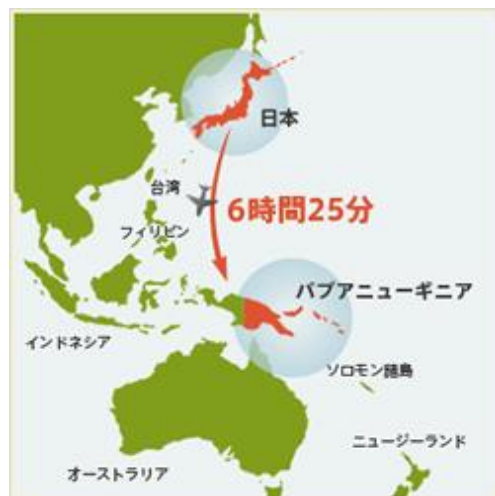 日本
台湾
6時間25分
フィリピン
パプアニューギニア
インドネシア
ソロモン諸島
ニュージーランド
オーストラリア